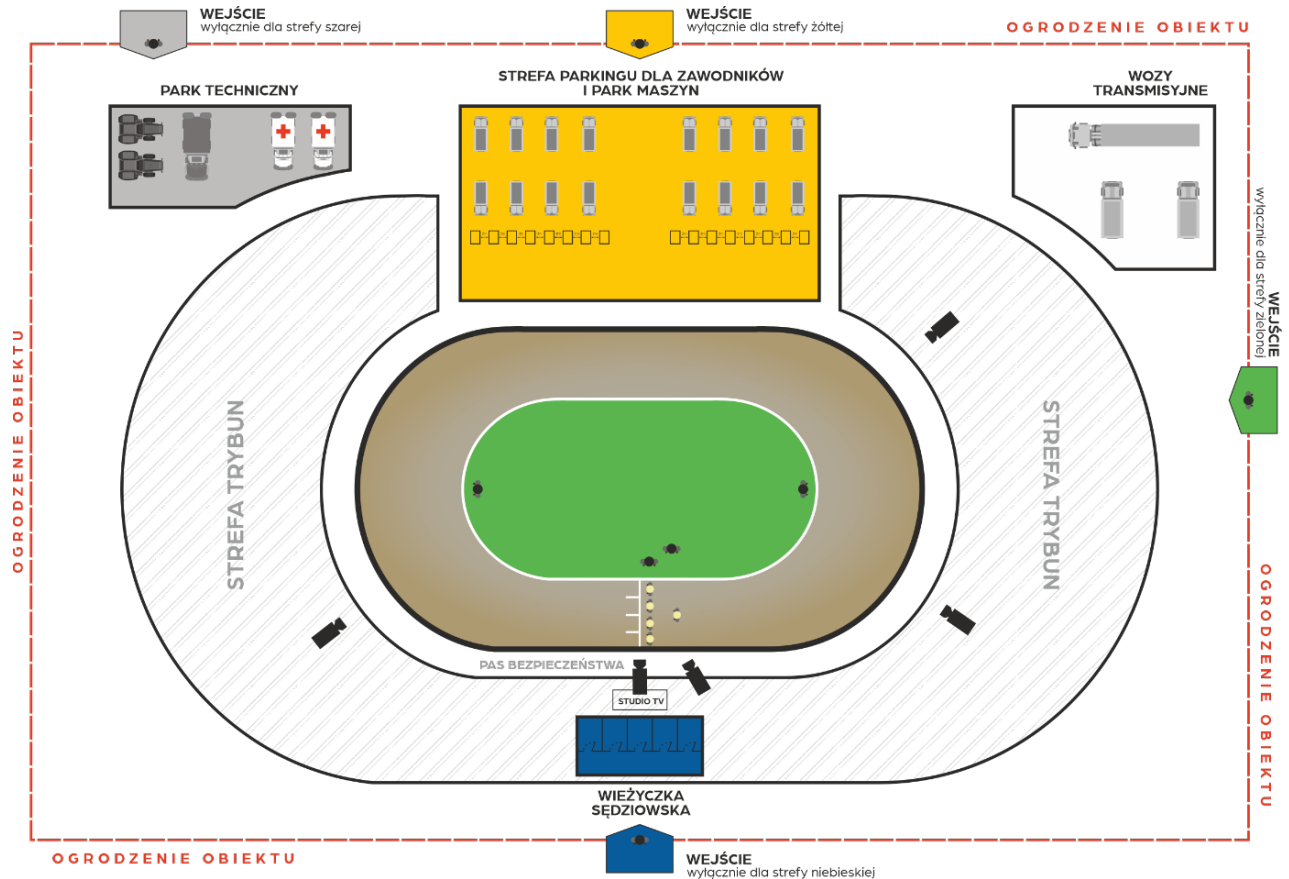 WEJŚCIE
wyłącznie dla strefy szarej
WEJŚCIE
wyłącznie dla strefy żółtej
OGRODZENIE OBIEKTU
PARK TECHNICZNY
STREFA PARKINGU DLA ZAWODNIKÓW
I PARK MASZYN
WOZY
TRANSMISYJNE
WEJŚCIE
wyłącznie dla strefy zielonej
OGRODZENIE OBIEKTU
STREFA TRYBUN
STREFA TRYBUN
OGRODZENIE OBIEKTU
PAS BEZPIECZEŃSTWA
STUDIO TV
WIEŻYCZKA
SĘDZIOWSKA
OGRODZENIE OBIEKTU
WEJŚCIE
wyłącznie dla strefy niebieskiej